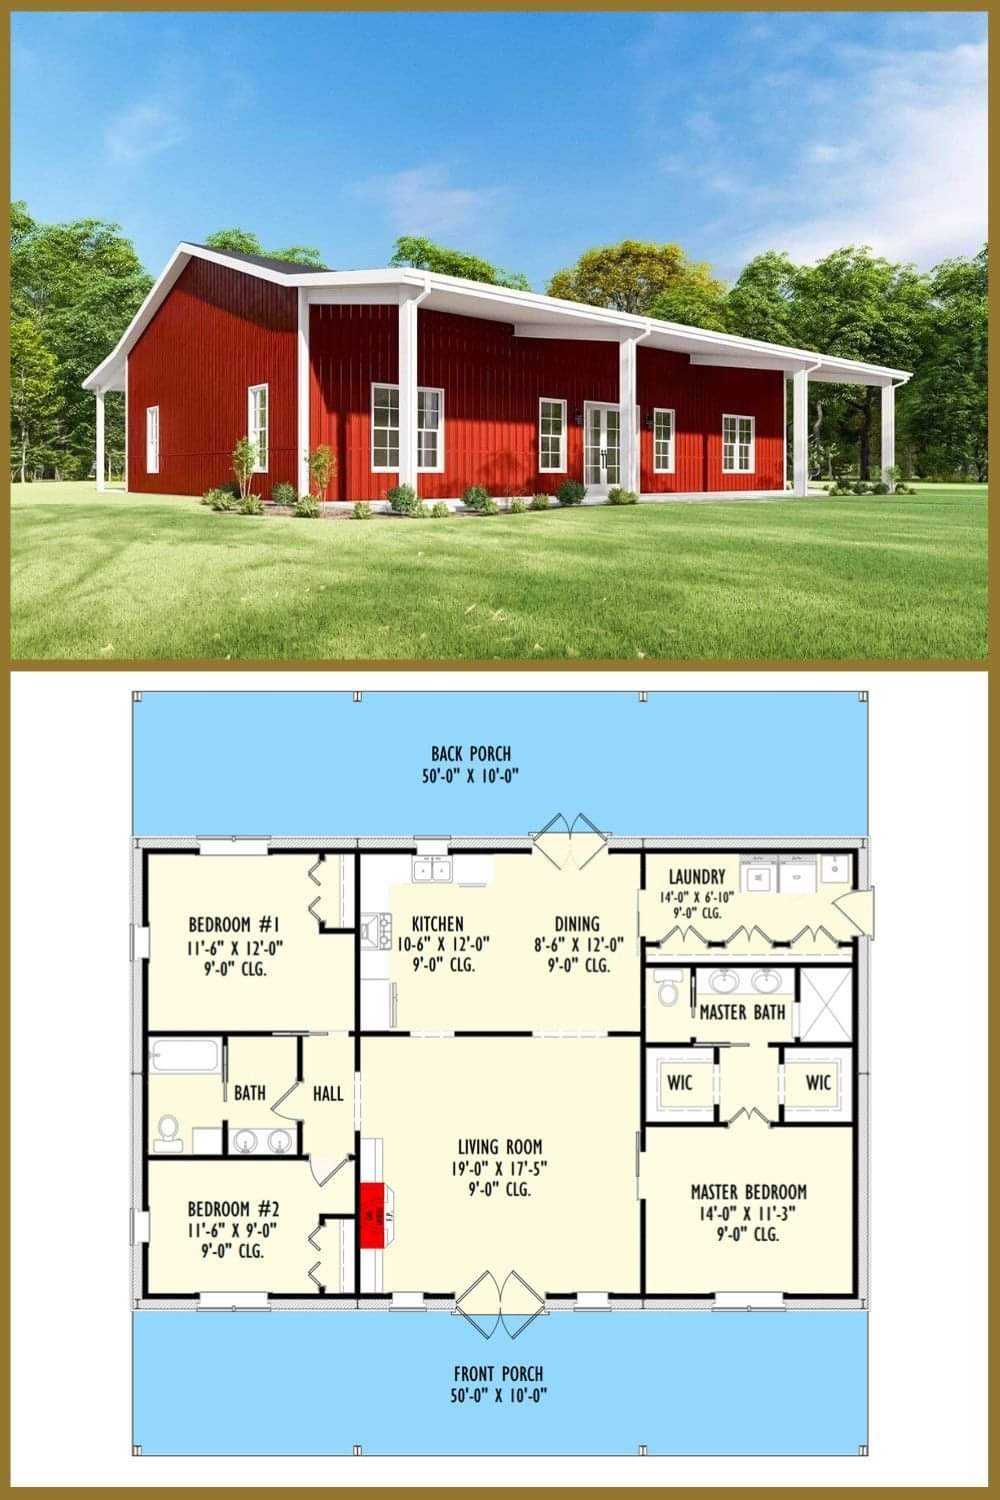 BACK PORCH
50'-0" X 10'-0"
BEDROOM #1
11'-6" X 12'-0"
9'-0" CLG.
KITCHEN
10-6" X 12'-0"
9'-0" CLG.
DINING
8'-6" X 12'-0"
9'-0" CLG.
LAUNDRY
14'-0" X 6'-10"
9'-0" CLG.
MASTER BATH
BATH
HALL
WIC
WIC
LIVING ROOM
19'-0" X 17'-5"
9'-0" CLG.
BEDROOM #2
11'-6" X 9'-0"
9'-0" CLG.
MASTER BEDROOM
14'-0" X 11'-3"
9'-0" CLG.
FRONT PORCH
50'-0" X 10'-0"